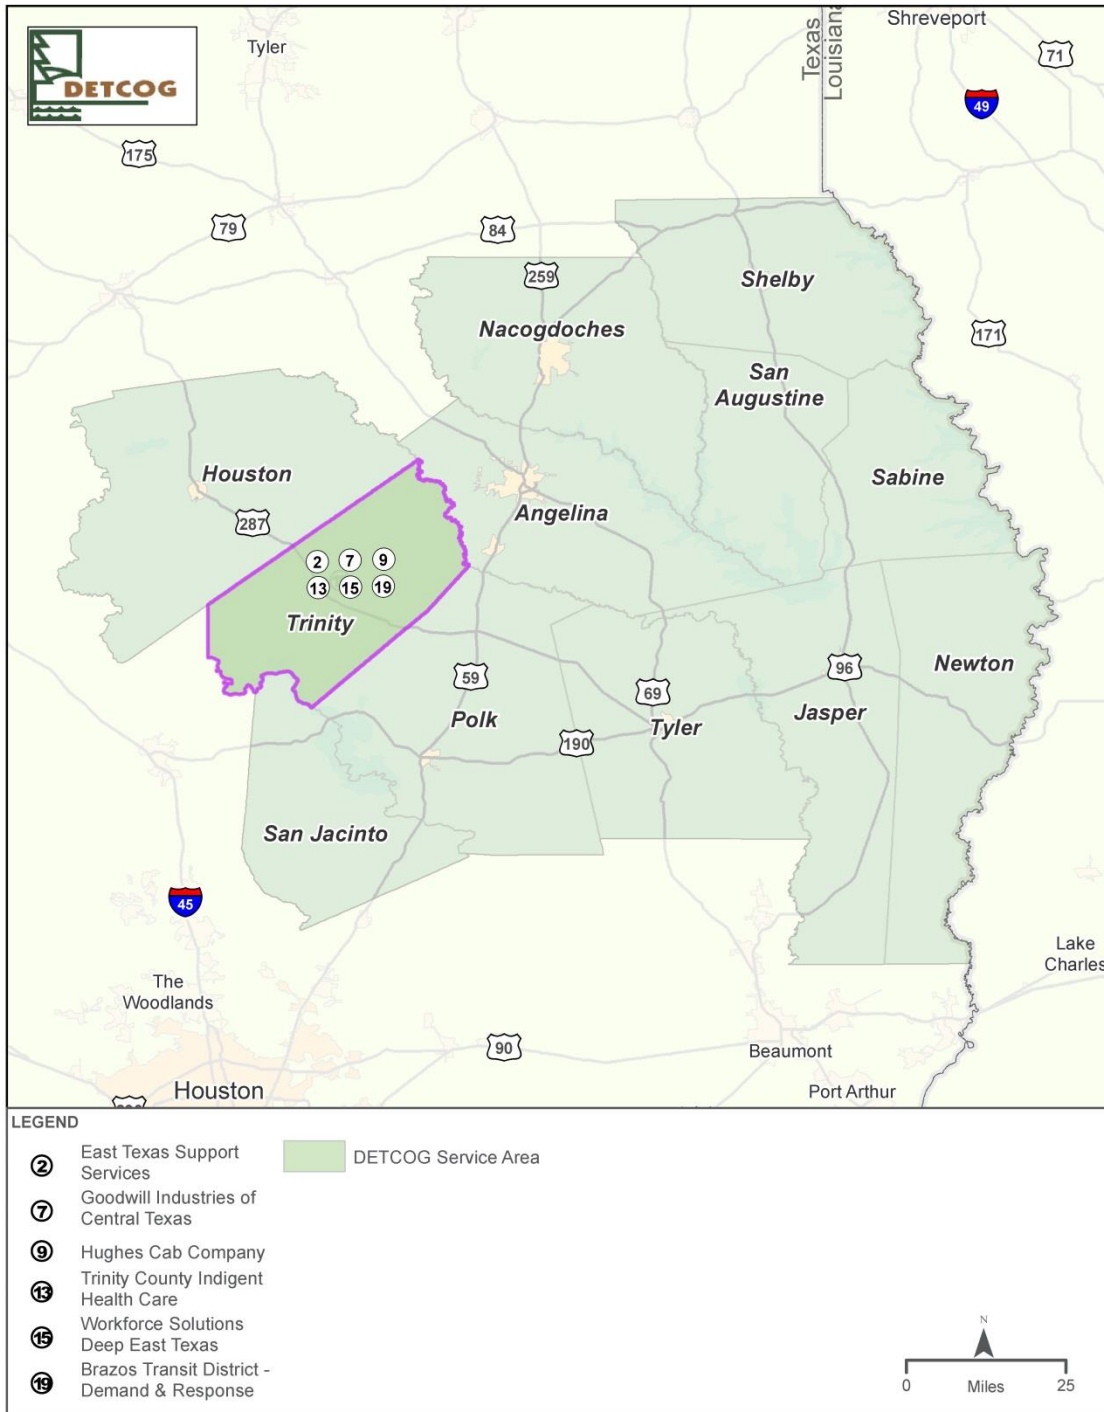 DETCOG
Tyler
Shreveport
Texas
Louisiana
71
49
175
79
84
259
Shelby
Nacogdoches
171
San
Augustine
Houston
Sabine
287
Angelina
2 7 9
13 15 19
Trinity
59
96
Newton
69
Polk
Tyler
Jasper
190
San Jacinto
45
The
Woodlands
Lake
Charles
90
Beaumont
Houston
Port Arthur
LEGEND
2 East Texas Support
Services
DETCOG Service Area
7 Goodwill Industries of
Central Texas
9 Hughes Cab Company
13 Trinity County Indigent
Health Care
15 Workforce Solutions
Deep East Texas
19 Brazos Transit District -
Demand & Response
N
0 Miles 25